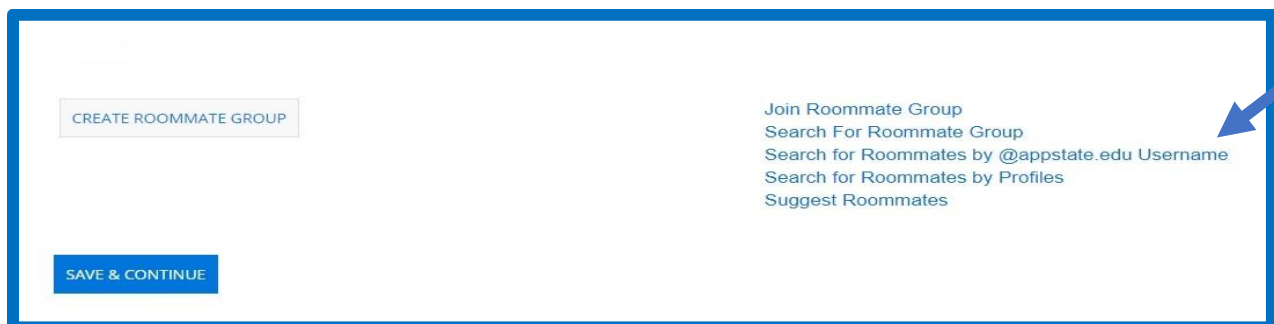 CREATE ROOMMATE GROUP
Join Roommate Group
Search For Roommate Group
Search for Roommates by @appstate.edu Username
Search for Roommates by Profiles
Suggest Roommates
SAVE & CONTINUE